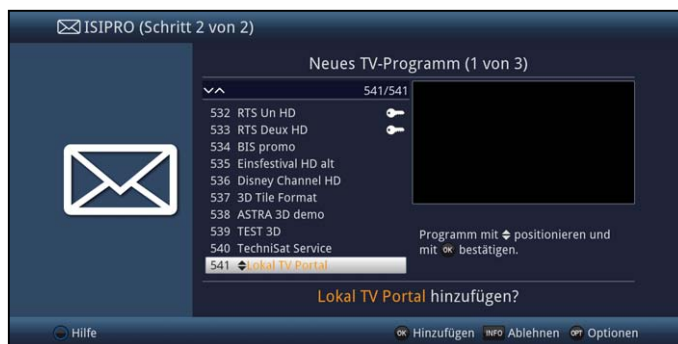 ISIPRO (Schritt 2 von 2)
Neues TV-Programm (1 von 3)
541/541
532 RTS Un HD
533 RTS Deux HD
534 BIS promo
535 Einsfestival HD alt
536 Disney Channel HD
537 3D Tile Format
538 ASTRA 3D demo
539 TEST 3D
540 TechniSat Service
541 Lokal TV Portal
Programm mit positionieren und
mit OK bestätigen.
Lokal TV Portal hinzufügen?
Hilfe
OK Hinzufügen INFO Ablehnen OPT Optionen